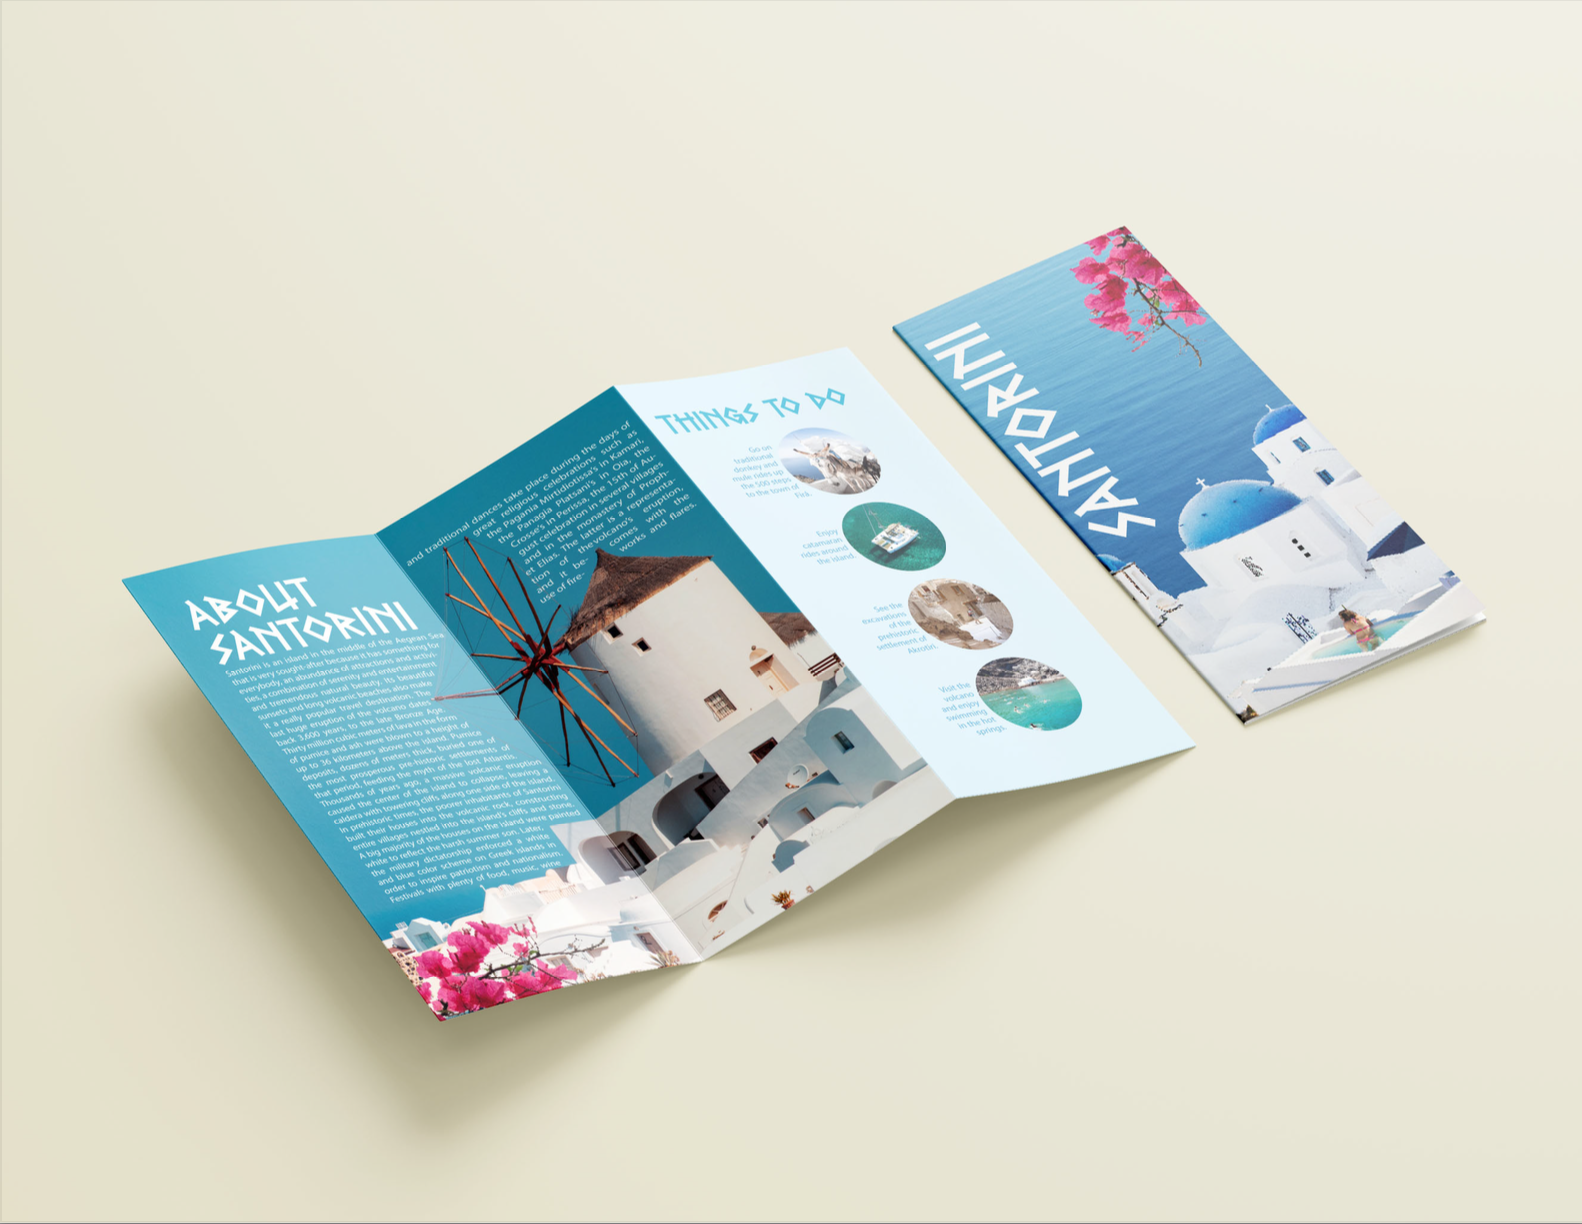 ABOUT
SANTORINI
Santorini is an island in the middle of the Aegean Sea
that is very sought-after because it has something for
everybody, an abundance of attractions and activi-
ties, a combination of serenity and entertainment
and tremendous natural beauty. Its beautiful
sunsets and long volcanic beaches also make
it a really popular travel destination. The
last huge eruption of the volcano dates
back 3,600 years, to the late Bronze Age.
Thirty million cubic meters of lava in the form
of pumice and ash were blown to a height of
up to 36 kilometers above the island. Pumice
deposits, dozens of meters thick, buried one of
the most prosperous pre-historic settlements of
that period, feeding the myth of the lost Atlantis.
Thousands of years ago, a massive volcanic eruption
caused the center of the island to collapse, leaving a
caldera with towering cliffs along one side of the island.
In prehistoric times, the poorer inhabitants of Santorini
built their houses into the volcanic rock, constructing
entire villages nestled into the island's cliffs and stone.
A big majority of the houses on the island were painted
white to reflect the harsh summer son. Later,
the military dictatorship enforced a white
and blue color scheme on Greek islands
order to inspire patriotism and nationalism.
Festivals with plenty of food, music, wine
and traditional dances take place during the days of
great religious celebrations such as
the Pagania Mirtidiotissa's in Kamari,
the Panagia Platsani's in Oia, the
Crosse's in Perissa, the 15th of Au-
gust celebration in several villages
and in the monastery of Proph-
et Elias. The latter is a representa-
tion of the volcano's eruption,
and it be- comes with the
use of fire- works and flares.
THINGS TO DO
Go on
traditional
donkey and
mule rides up
the 500 steps
to the town of
Fick.
Enjoy
catamaran
rides around
the island.
See the
excavations
of the
prehistoric
settlement of
Akrotiri.
Visit the
volcano
and enjoy
swimming
in the hot
springs.
SANTORINI